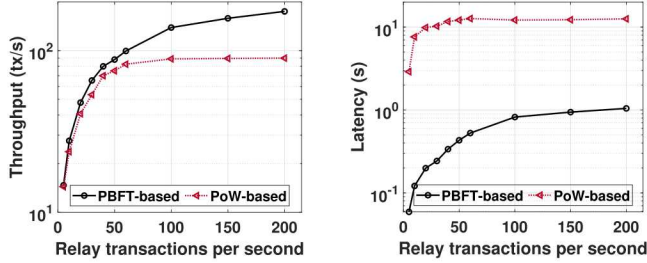 Throughput (tx/s)
10^2
10^1
PBFT-based
PoW-based
0
50
100
150
200
Relay transactions per second
Latency (s)
10^1
10^0
10^-1
PBFT-based
PoW-based
0
50
100
150
200
Relay transactions per second